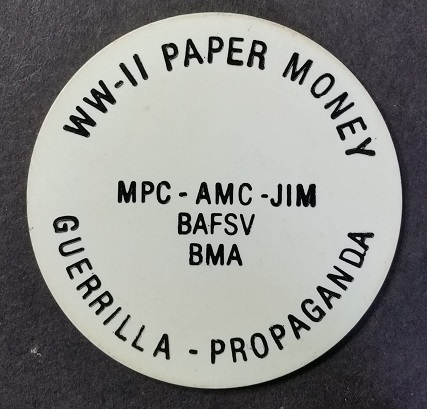 WW-II PAPER MONEY
MPC - AMC - JIM
BAFSV
BMA
GUERRILLA - PROPAGANDA